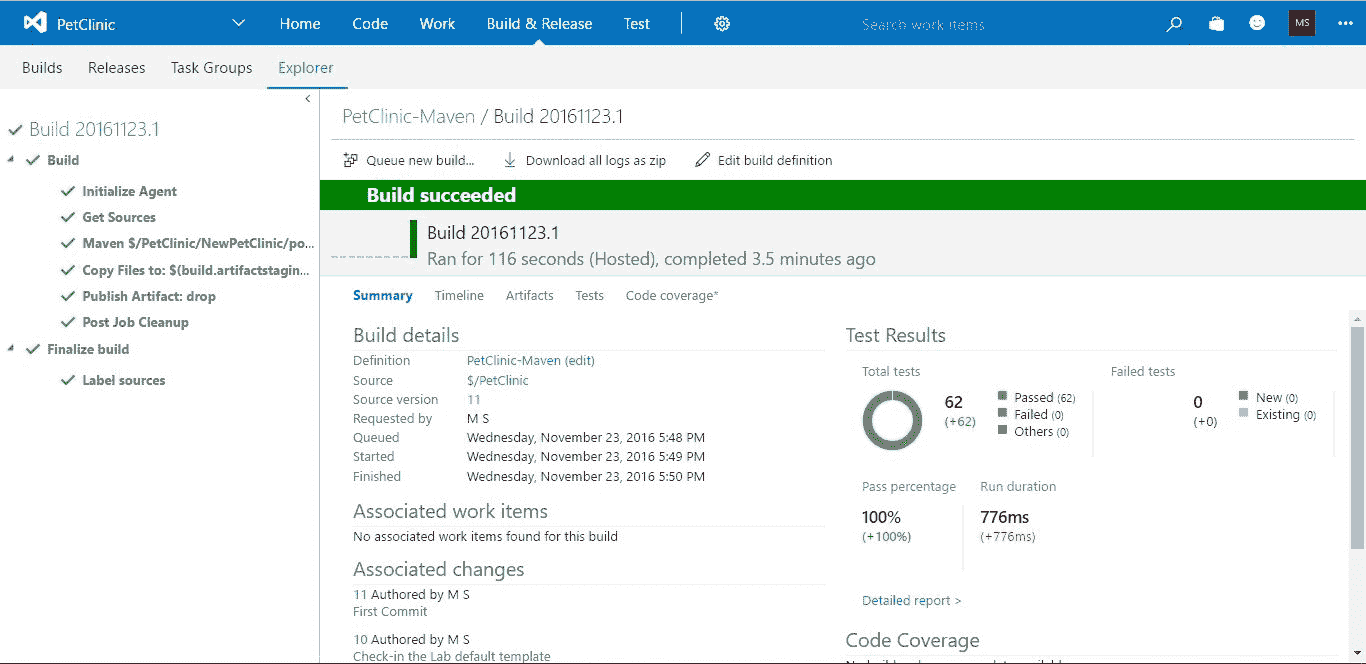 PetClinic
Home Code Work Build & Release Test
Search work items
MS
Builds Releases Task Groups Explorer
Build 20161123.1
Build
Initialize Agent
Get Sources
Maven $/PetClinic/NewPetClinic/po...
Copy Files to: $(build.artifactstagin...
Publish Artifact: drop
Post Job Cleanup
Finalize build
Label sources
PetClinic-Maven / Build 20161123.1
Queue new build... Download all logs as zip Edit build definition
Build succeeded
Build 20161123.1
Ran for 116 seconds (Hosted), completed 3.5 minutes ago
Summary Timeline Artifacts Tests Code coverage*
Build details
Definition PetClinic-Maven (edit)
Source $/PetClinic
Source version 11
Requested by M S
Queued Wednesday, November 23, 2016 5:48 PM
Started Wednesday, November 23, 2016 5:49 PM
Finished Wednesday, November 23, 2016 5:50 PM
Associated work items
No associated work items found for this build
Associated changes
11 Authored by M S
First Commit
10 Authored by M S
Check-in the Lab default template
Test Results
Total tests
62
(+62)
Passed (62)
Failed (0)
Others (0)
Failed tests
0
(+0)
New (0)
Existing (0)
Pass percentage
100%
(+100%)
Run duration
776ms
(+776ms)
Detailed report >
Code Coverage